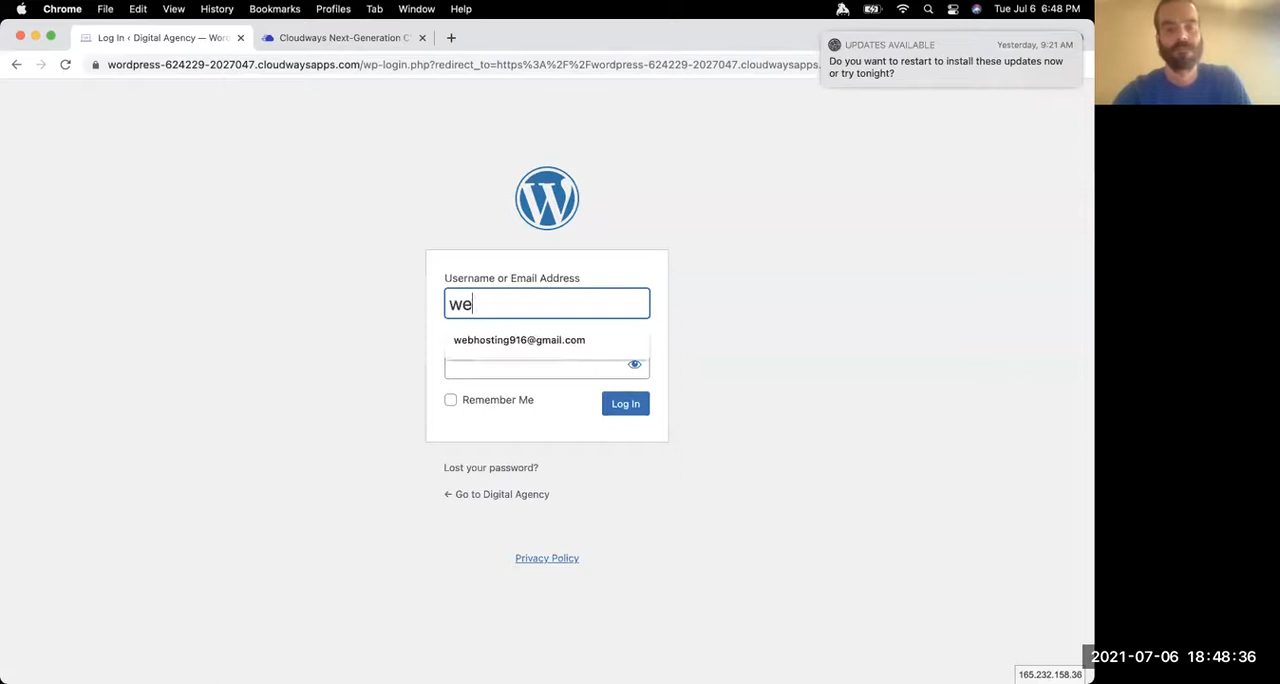 Chrome File Edit View History Bookmarks Profiles Tab Window Help Tue Jul 6 6:48 PM
Log In ‹ Digital Agency — Wor
Cloudways Next-Generation C
wordpress-624229-2027047.cloudwaysapps.com/wp-login.php?redirect_to=https%3A%2F%2Fwordpress-624229-2027047.cloudwaysapps.
UPDATES AVAILABLE Yesterday, 9:21 AM
Do you want to restart to install these updates now
or try tonight?
Username or Email Address
we
webhosting916@gmail.com
Remember Me
Log In
Lost your password?
← Go to Digital Agency
Privacy Policy
2021-07-06 18:48:36
165.232.158.36